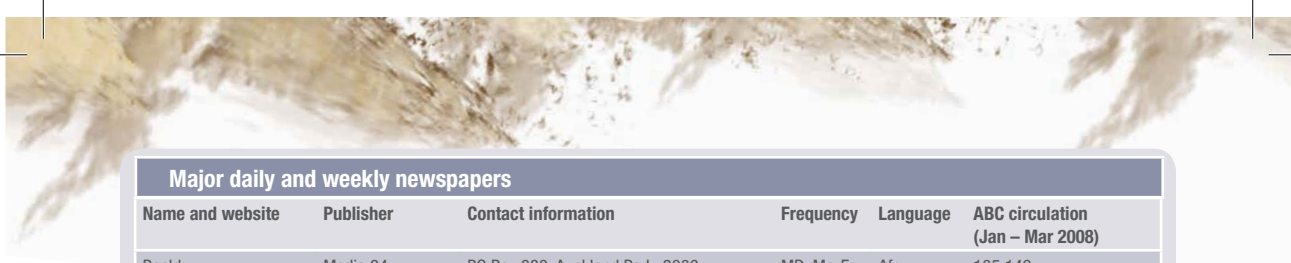 Major daily and weekly newspapers
Name and website Publisher Contact information Frequency Language ABC circulation
(Jan – Mar 2008)